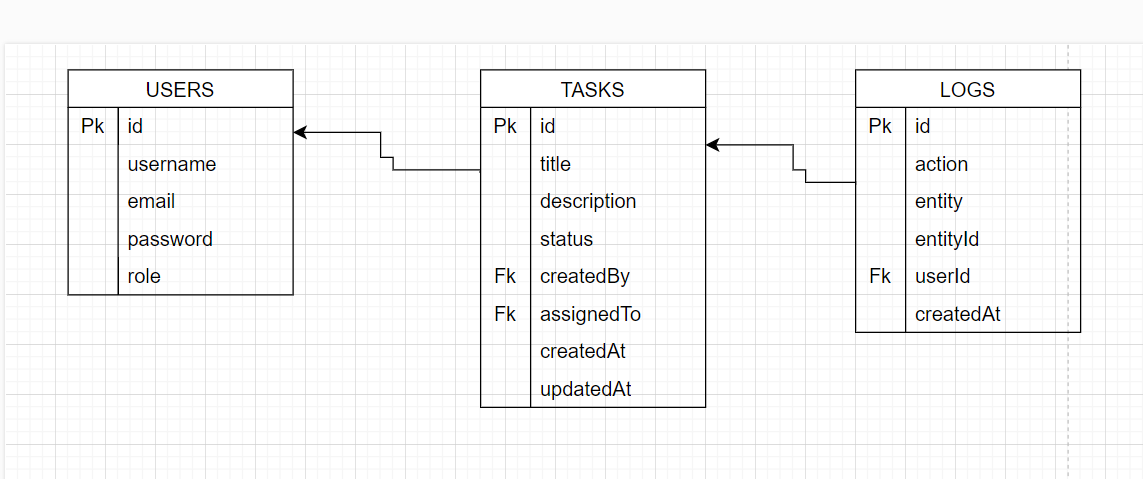 USERS
Pk id
username
email
password
role
TASKS
Pk id
title
description
status
Fk createdBy
Fk assignedTo
createdAt
updatedAt
LOGS
Pk id
action
entity
entityId
Fk userId
createdAt